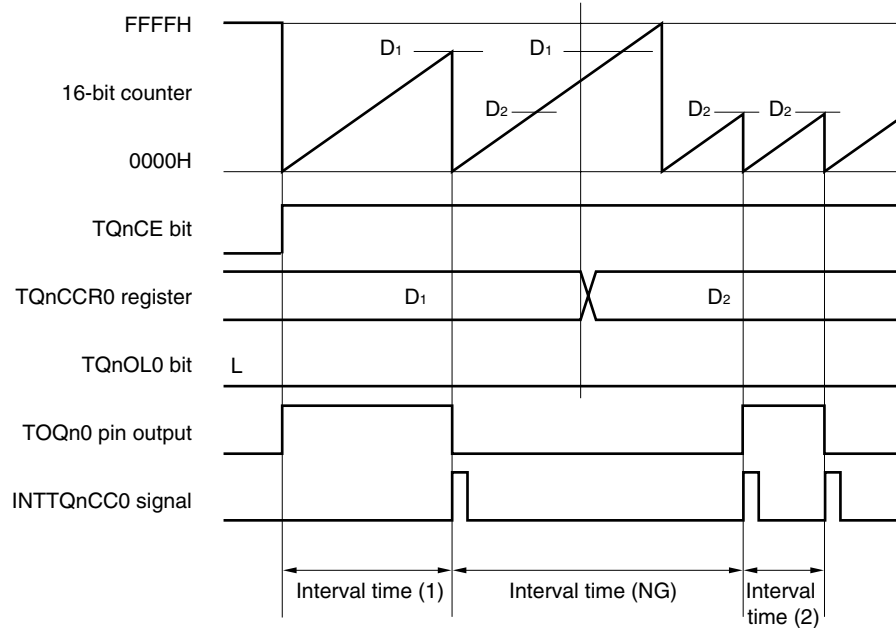 FFFFH
D1 D1
16-bit counter
D2 D2 D2
0000H
TQnCE bit
TQnCCR0 register
D1 D2
TQnOL0 bit
L
TOQn0 pin output
INTTQnCC0 signal
Interval time (1)
Interval time (NG)
Interval
time (2)